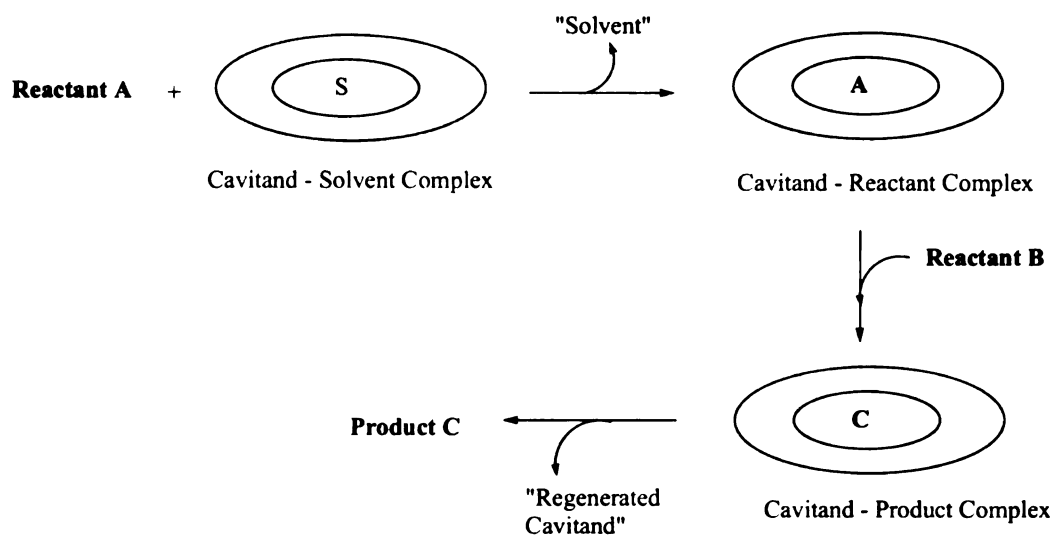 "Solvent"
Reactant A + S A
Cavitand - Solvent Complex
Cavitand - Reactant Complex
Reactant B
C
Product C
"Regenerated
Cavitand"
Cavitand - Product Complex